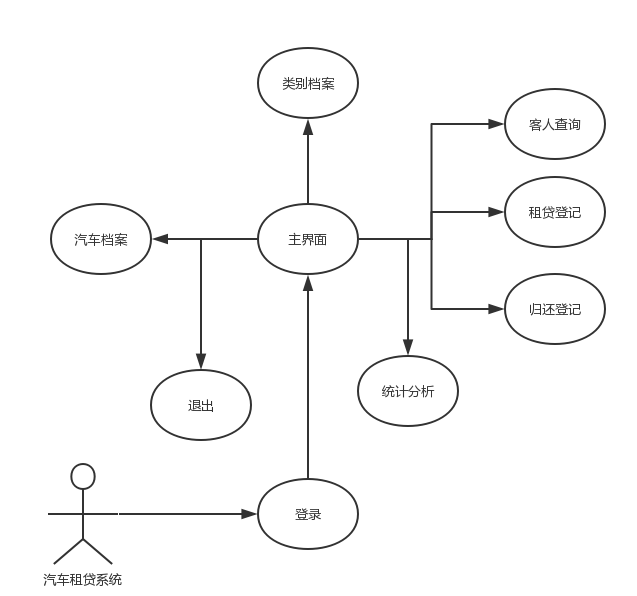 类别档案
客人查询
租贷登记
汽车档案
主界面
归还登记
统计分析
退出
登录
汽车租贷系统